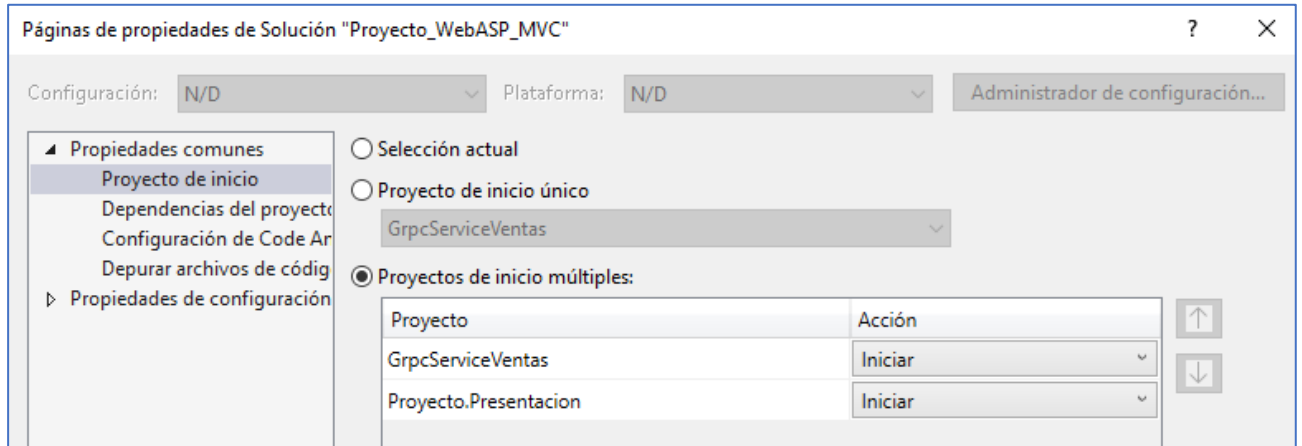 Páginas de propiedades de Solución "Proyecto_WebASP_MVC" ? ✕
Configuración: N/D Plataforma: N/D Administrador de configuración...
Propiedades comunes
Proyecto de inicio
Dependencias del proyecto
Configuración de Code An
Depurar archivos de códig
Propiedades de configuración
Selección actual
Proyecto de inicio único
GrpcServiceVentas
Proyectos de inicio múltiples:
Proyecto Acción
GrpcServiceVentas Iniciar
Proyecto.Presentacion Iniciar